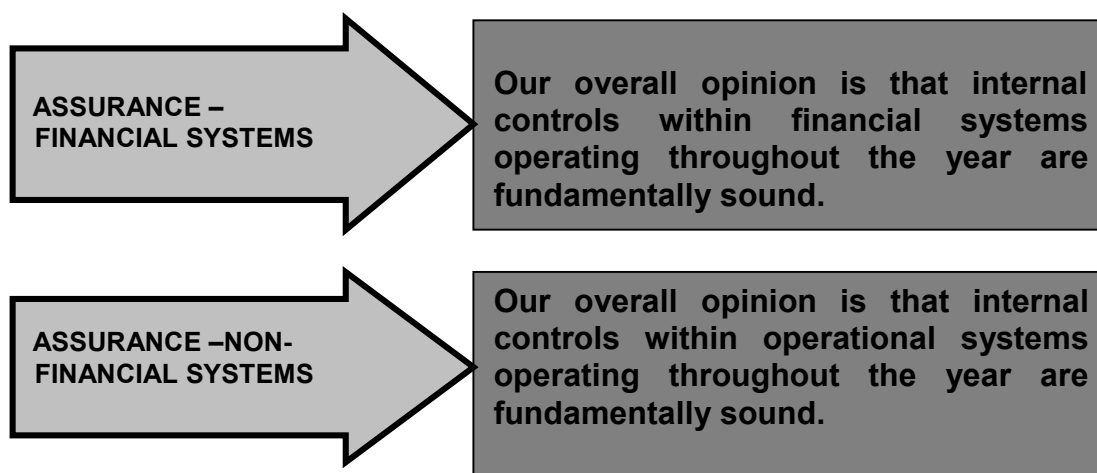 ASSURANCE –
FINANCIAL SYSTEMS
Our overall opinion is that internal
controls within financial systems
operating throughout the year are
fundamentally sound.
ASSURANCE –NON-
FINANCIAL SYSTEMS
Our overall opinion is that internal
controls within operational systems
operating throughout the year are
fundamentally sound.